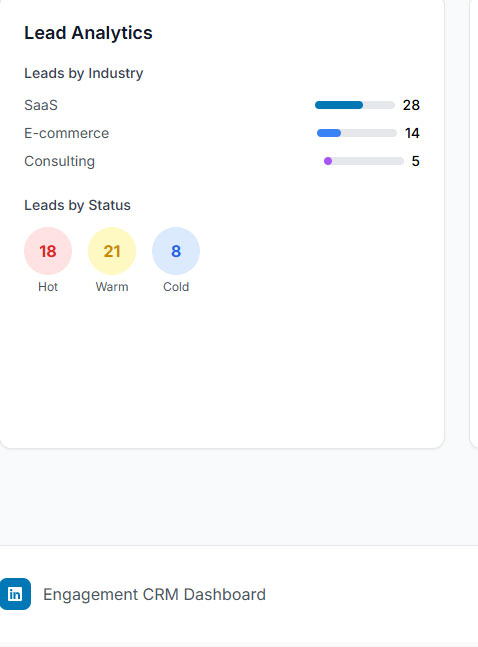 Lead Analytics
Leads by Industry
SaaS 28
E-commerce 14
Consulting 5
Leads by Status
18 21 8
Hot Warm Cold
in Engagement CRM Dashboard